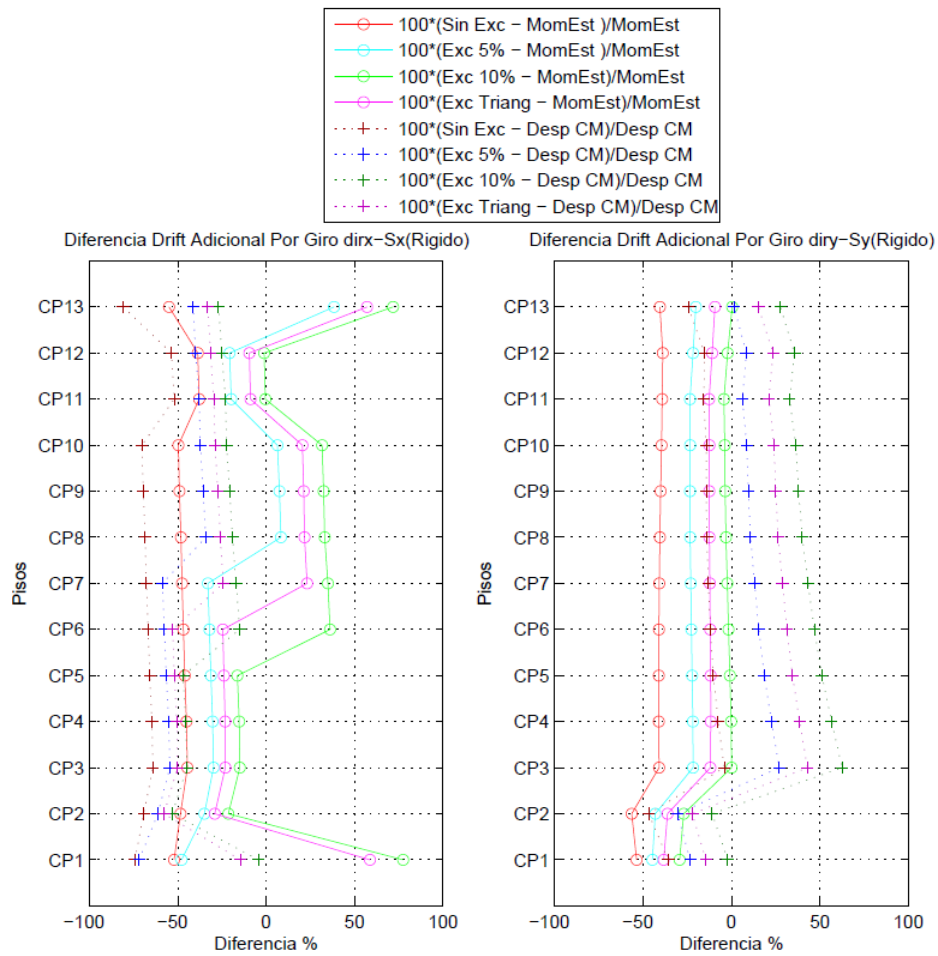 100*(Sin Exc − MomEst )/MomEst
100*(Exc 5% − MomEst )/MomEst
100*(Exc 10% − MomEst)/MomEst
100*(Exc Triang − MomEst)/MomEst
100*(Sin Exc − Desp CM)/Desp CM
100*(Exc 5% − Desp CM)/Desp CM
100*(Exc 10% − Desp CM)/Desp CM
100*(Exc Triang − Desp CM)/Desp CM
Diferencia Drift Adicional Por Giro dirx−Sx(Rigido)
CP13
CP12
CP11
CP10
CP9
CP8
CP7
CP6
CP5
CP4
CP3
CP2
CP1
Pisos
−100 −50 0 50 100
Diferencia %
Diferencia Drift Adicional Por Giro diry−Sy(Rigido)
CP13
CP12
CP11
CP10
CP9
CP8
CP7
CP6
CP5
CP4
CP3
CP2
CP1
Pisos
−100 −50 0 50 100
Diferencia %